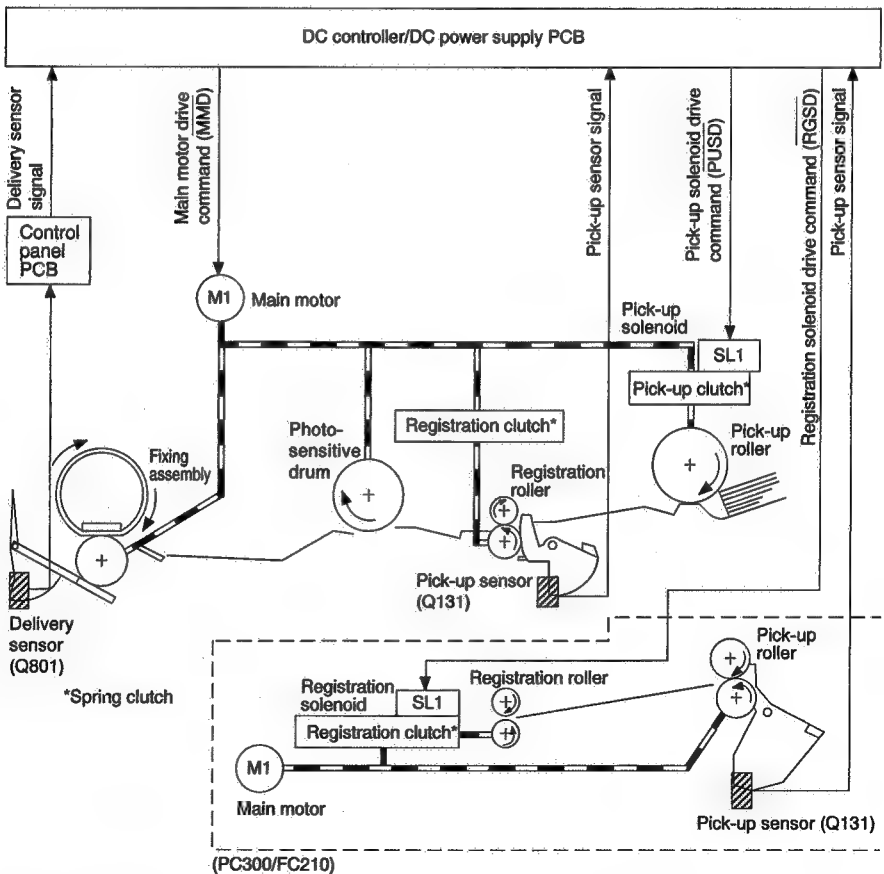 DC controller/DC power supply PCB
Delivery sensor
signal
Main motor drive
command (MMD)
Pick-up sensor signal
Pick-up solenoid drive
command (PUSD)
Registration solenoid drive command (RGSD)
Pick-up sensor signal
Control
panel
PCB
M1
Main motor
Pick-up
solenoid
SL1
Pick-up clutch*
Registration clutch*
Photo-
sensitive
drum
Fixing
assembly
Pick-up
roller
Registration
roller
Pick-up sensor
(Q131)
Delivery
sensor
(Q801)
*Spring clutch
Registration
solenoid
SL1
Registration clutch*
Registration roller
Pick-up
roller
M1
Main motor
Pick-up sensor (Q131)
(PC300/FC210)